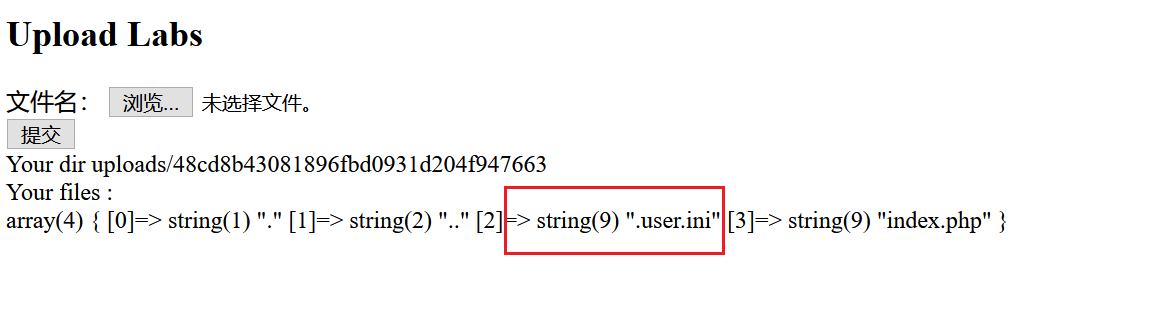 Upload Labs
文件名： 浏览... 未选择文件。
提交
Your dir uploads/48cd8b43081896fbd0931d204f947663
Your files :
array(4) { [0]=> string(1) "." [1]=> string(2) ".." [2]=> string(9) ".user.ini" [3]=> string(9) "index.php" }